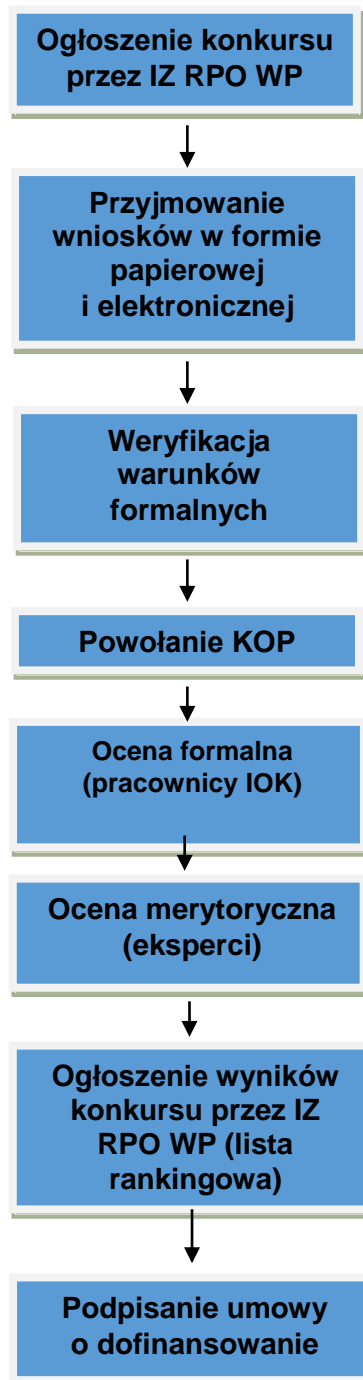 Ogłoszenie konkursu
przez IZ RPO WP
Przyjmowanie
wniosków w formie
papierowej
i elektronicznej
Weryfikacja
warunków
formalnych
Powołanie KOP
Ocena formalna
(pracownicy IOK)
Ocena merytoryczna
(eksperci)
Ogłoszenie wyników
konkursu przez IZ
RPO WP (lista
rankingowa)
Podpisanie umowy
o dofinansowanie